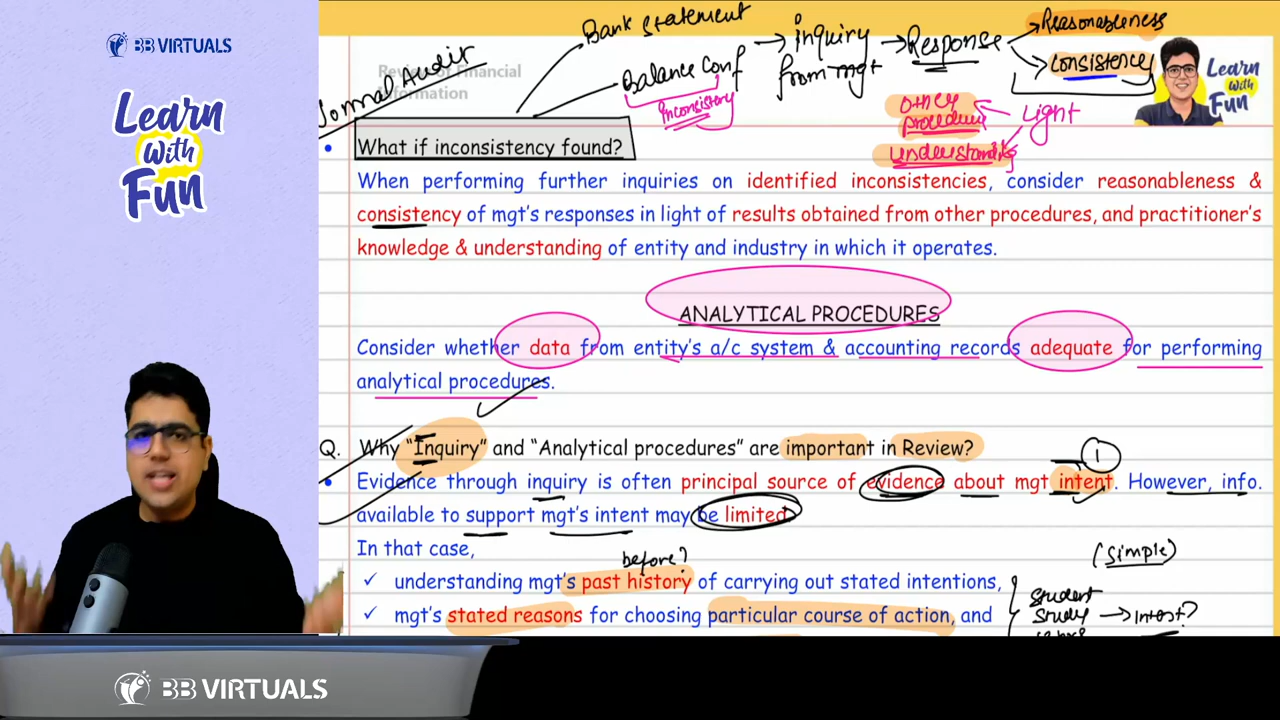 BB VIRTUALS
Learn
With
Fun
Bank statement
Balance Conf
inconsistency
→ inquiry
from mgt
→ Response
→ Reasonableness
→ Consistency
Review of Financial
Information
Normal Audit
other
procedure
understanding
Light
Learn
With
Fun
• What if inconsistency found?
When performing further inquiries on identified inconsistencies, consider reasonableness &
consistency of mgt's responses in light of results obtained from other procedures, and practitioner's
knowledge & understanding of entity and industry in which it operates.
ANALYTICAL PROCEDURES
Consider whether data from entity's a/c system & accounting records adequate for performing
analytical procedures.
Q. Why "Inquiry" and "Analytical procedures" are important in Review?
1
• Evidence through inquiry is often principal source of evidence about mgt intent. However, info.
available to support mgt's intent may be limited
In that case,
before?
(Simple)
✓ understanding mgt's past history of carrying out stated intentions,
✓ mgt's stated reasons for choosing particular course of action, and
Student
Study → intent?
BB VIRTUALS